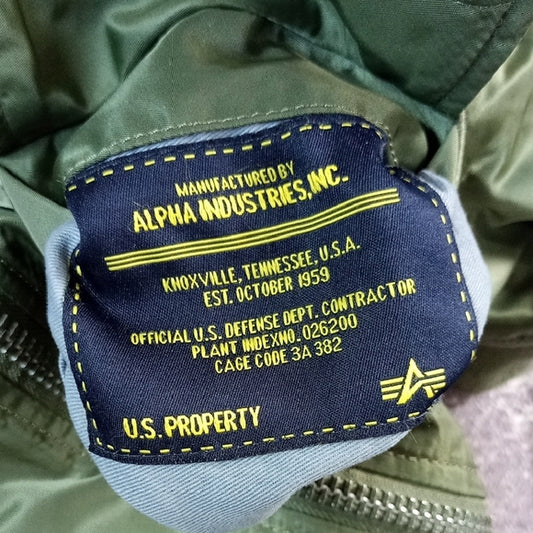 MANUFACTURED BY
ALPHA INDUSTRIES, INC.
KNOXVILLE, TENNESSEE, U.S.A.
EST. OCTOBER 1959
OFFICIAL U.S. DEFENSE DEPT. CONTRACTOR
PLANT INDEXNO. 026200
CAGE CODE 3A 382
U.S. PROPERTY